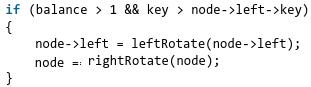 if (balance > 1 && key > node->left->key)
{
node->left = leftRotate(node->left);
node = rightRotate(node);
}